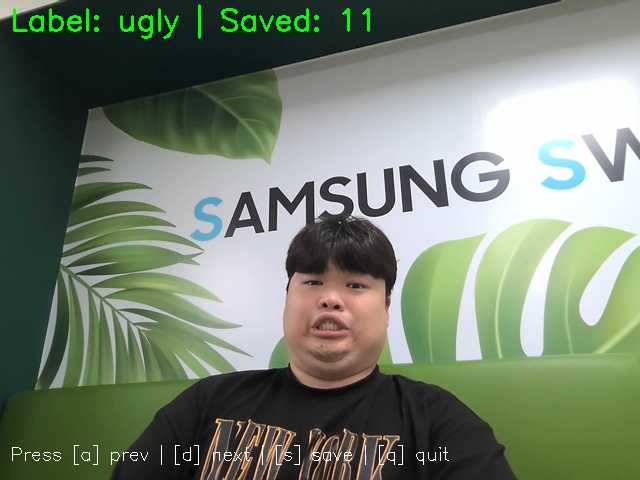 Label: ugly | Saved: 11
SAMSUNG SW
NEW YORK
Press [a] prev | [d] next | [s] save | [q] quit